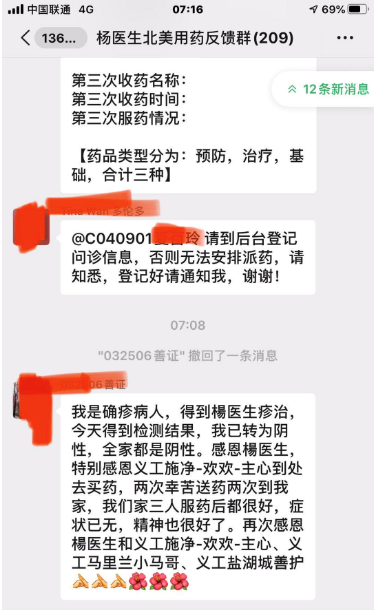 中国联通 4G
07:16
69%
136...
杨医生北美用药反馈群(209)
第三次收药名称：
第三次收药时间：
第三次服药情况：
12条新消息
【药品类型分为：预防，治疗，基
础，合计三种】
多伦多
@C040901
玲 请到后台登记
问诊信息，否则无法安排派药，请
知悉，登记好请通知我，谢谢！
07:08
"032506善证" 撤回了一条消息
06善证
我是确疹病人，得到楊医生疹治，
今天得到检测结果，我已转为阴
性，全家都是阴性。感恩楊医生，
特别感恩义工施净-欢欢-主心到处
去买药，两次幸苦送药两次到我
家，我们家三人服药后都很好，症
状已无，精神也很好了。再次感恩
楊医生和义工施净-欢欢-主心、义
工马里兰小马哥、义工盐湖城善护